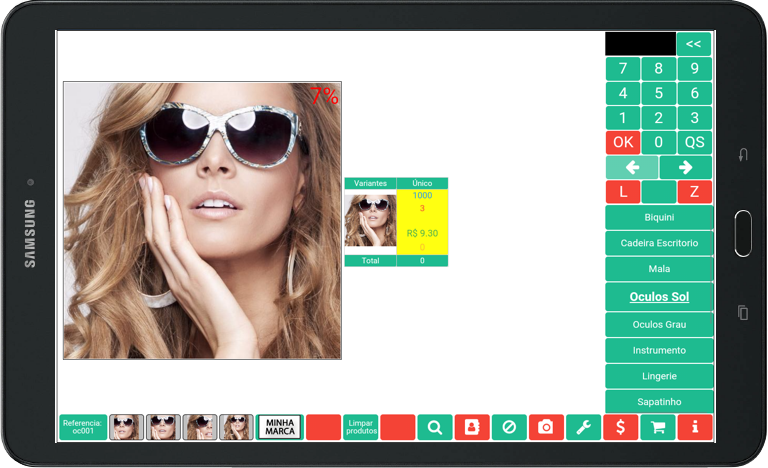 SAMSUNG
7%
Variantes Único
1000
3
R$ 9.30
0
Total 0
<<
7 8 9
4 5 6
1 2 3
OK 0 QS
L Z
Biquini
Cadeira Escritorio
Mala
Oculos Sol
Oculos Grau
Instrumento
Lingerie
Sapatinho
Referencia:
oc001
MINHA
MARCA
Limpar
produtos
$
i